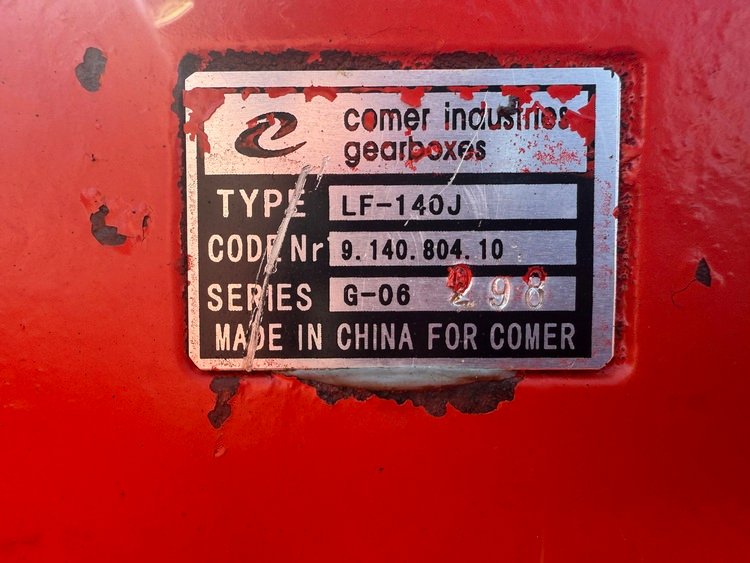 comer industries
gearboxes
TYPE LF-140J
CODE Nr 9.140.804.10
SERIES G-06 298
MADE IN CHINA FOR COMER